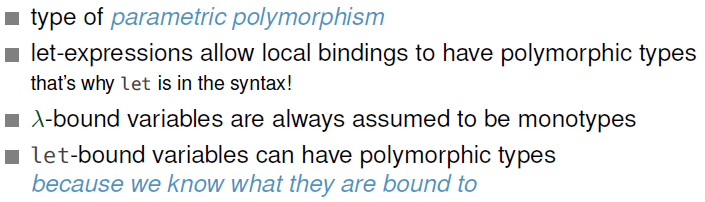 type of parametric polymorphism
let-expressions allow local bindings to have polymorphic types
that's why let is in the syntax!
λ-bound variables are always assumed to be monotypes
let-bound variables can have polymorphic types
because we know what they are bound to